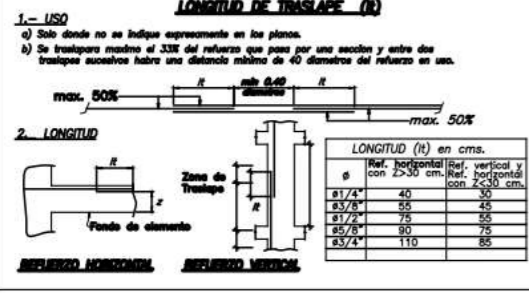 LONGITUD DE TRASLAPE (lt)
1.- USO
a) Solo donde no se indique expresamente en los planos.
b) Se traslapara maximo el 33% del refuerzo que pasa por una seccion y entre dos
traslapes sucesivos habra una distancia minima de 40 diametros del refuerzo en uso.
lt
min 0.40
diametros
lt
max. 50%
max. 50%
2.- LONGITUD
lt
z
Fondo de elemento
REFUERZO HORIZONTAL
Zona de
Traslape
lt
REFUERZO VERTICAL
LONGITUD (lt) en cms.
ø Ref. horizontal con Z>30 cm. Ref. vertical y Ref. horizontal con Z<30 cm.
ø1/4" 40 30
ø3/8" 55 45
ø1/2" 75 55
ø5/8" 90 75
ø3/4" 110 85